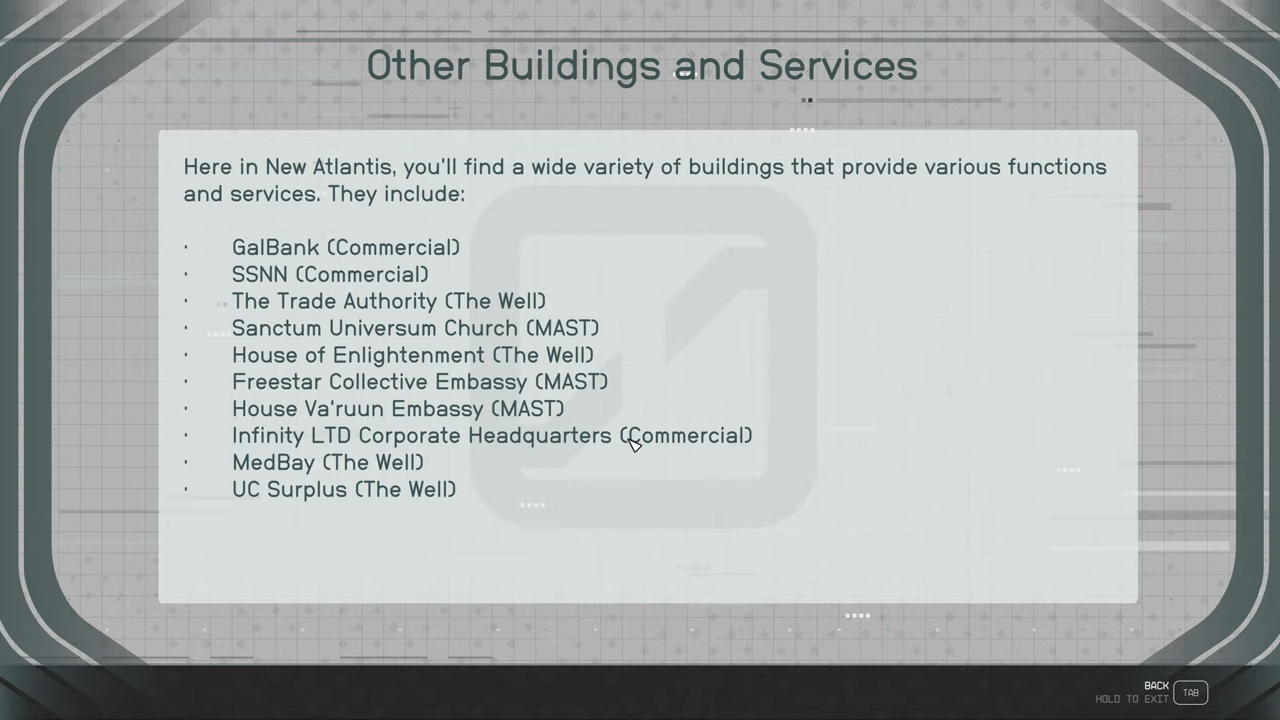 Other Buildings and Services
Here in New Atlantis, you'll find a wide variety of buildings that provide various functions
and services. They include:
· GalBank (Commercial)
· SSNN (Commercial)
· The Trade Authority (The Well)
· Sanctum Universum Church (MAST)
· House of Enlightenment (The Well)
· Freestar Collective Embassy (MAST)
· House Va'ruun Embassy (MAST)
· Infinity LTD Corporate Headquarters (Commercial)
· MedBay (The Well)
· UC Surplus (The Well)
BACK
HOLD TO EXIT
TAB